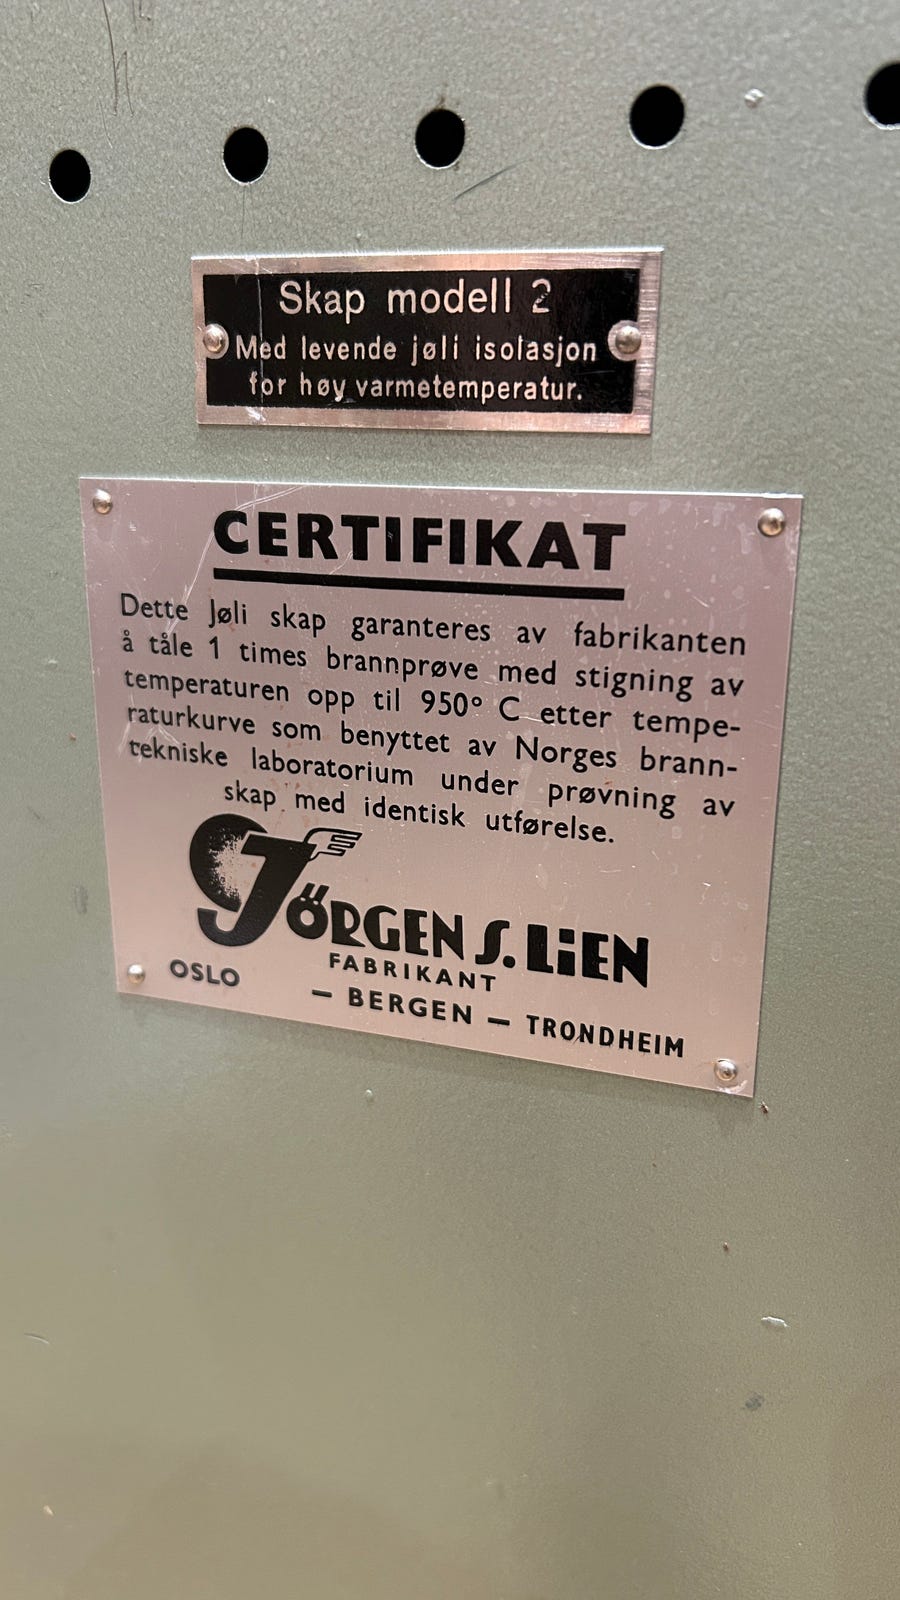 Skap modell 2
Med levende jøli isolasjon
for høy varmetemperatur.
CERTIFIKAT
Dette Jøli skap garanteres av fabrikanten
å tåle 1 times brannprøve med stigning av
temperaturen opp til 950° C etter tempe-
raturkurve som benyttet av Norges brann-
tekniske laboratorium under prøvning av
skap med identisk utførelse.
JÖRGEN S. LiEN
FABRIKANT
OSLO — BERGEN — TRONDHEIM